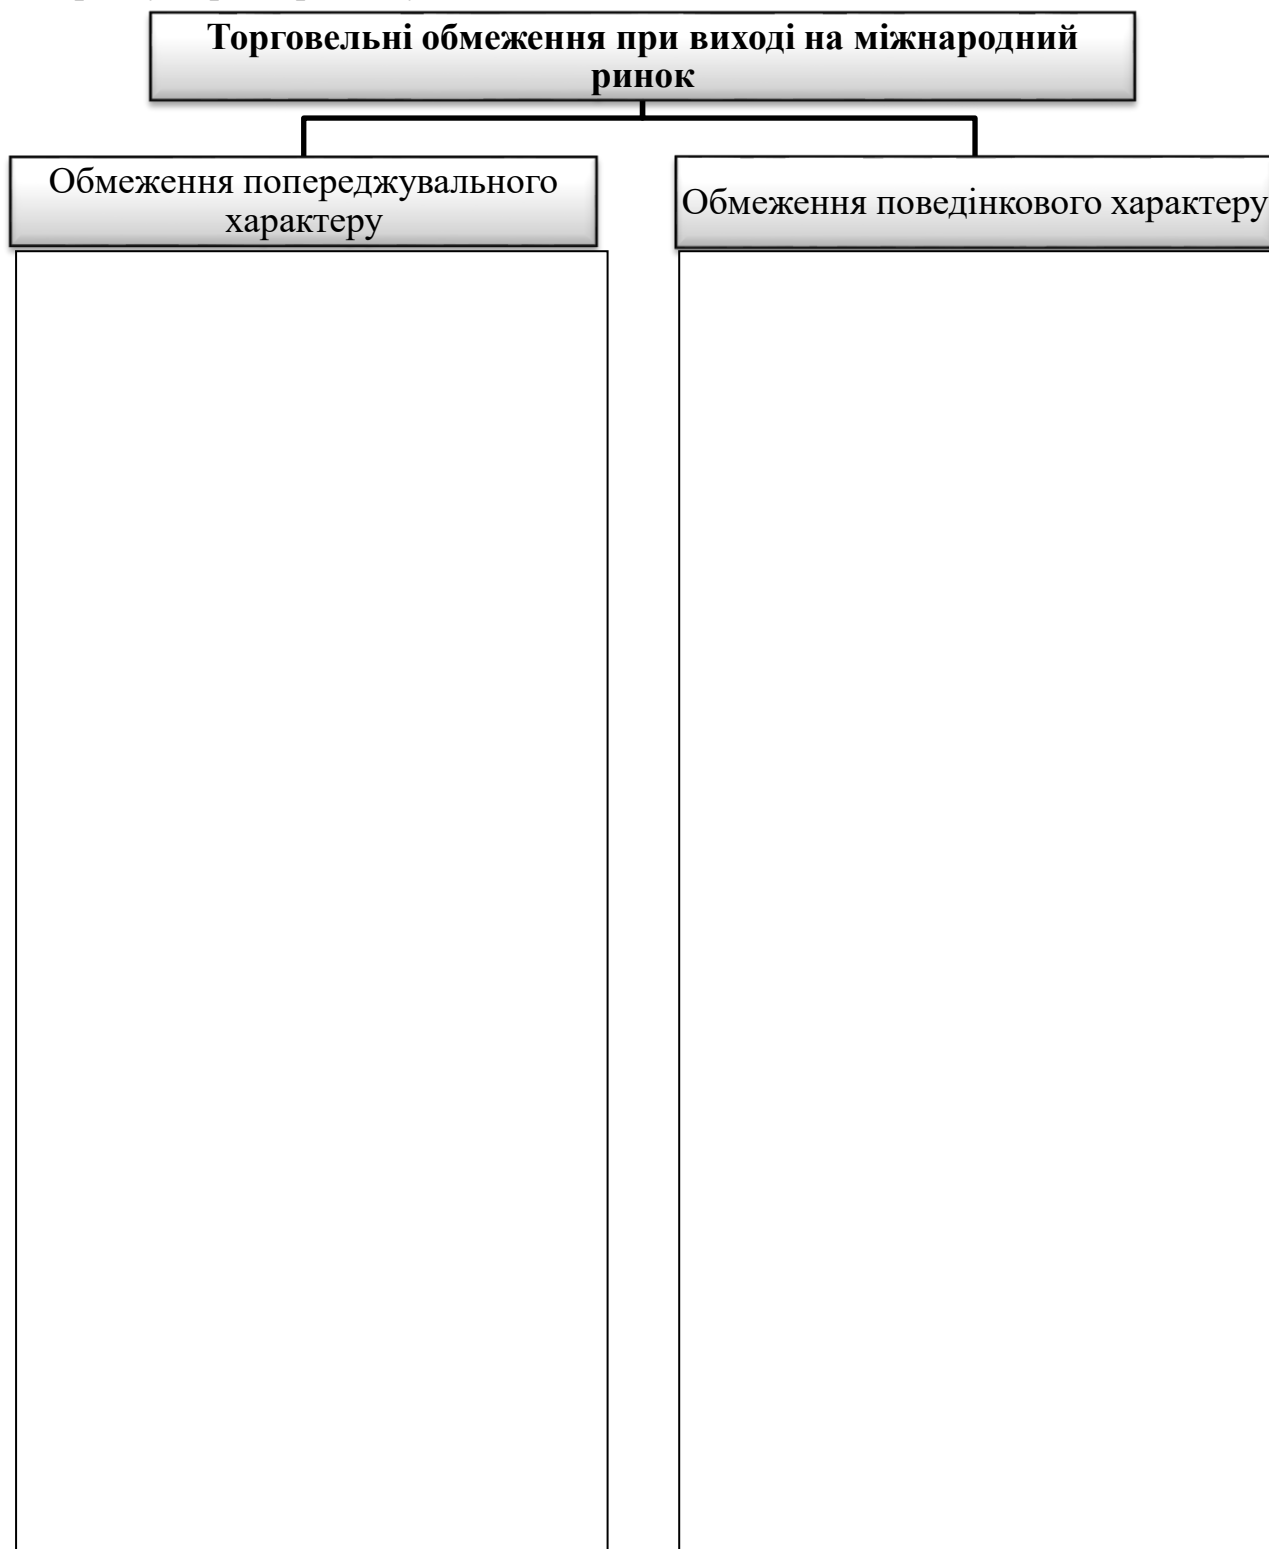 Торговельні обмеження при виході на міжнародний
ринок
Обмеження попереджувального
характеру
Обмеження поведінкового характеру